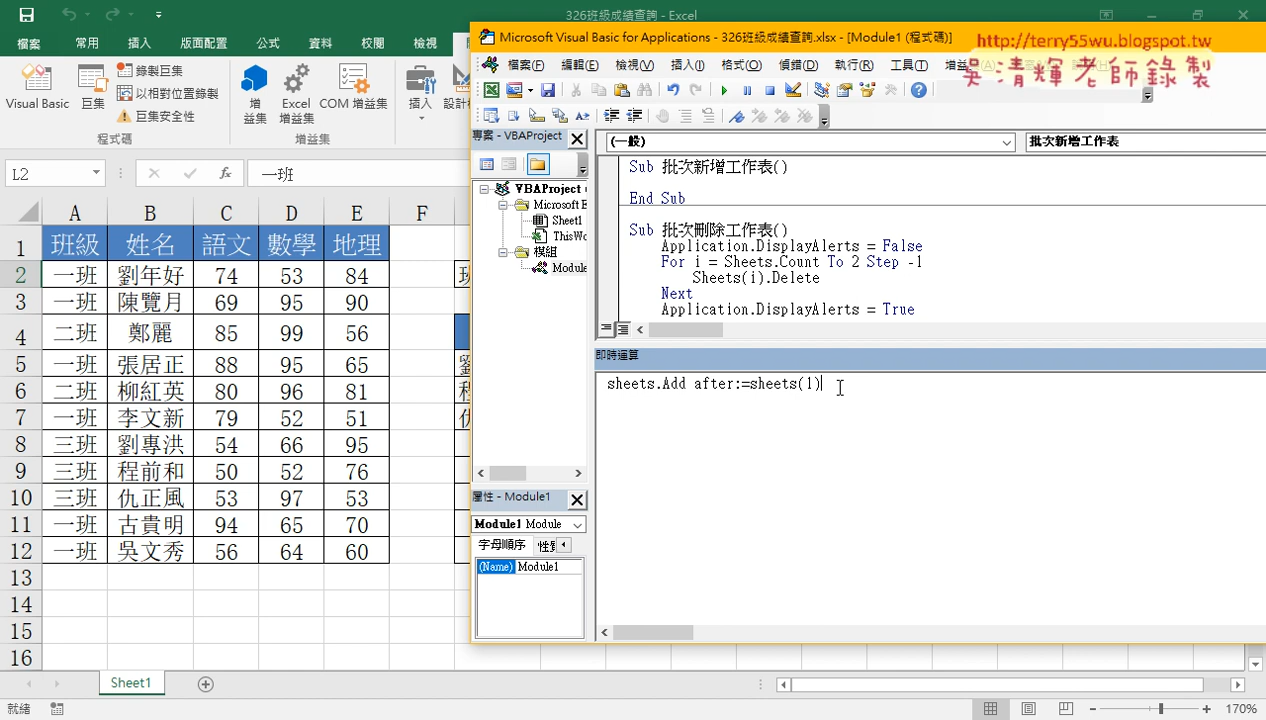 326班級成績查詢 - Excel
檔案 常用 插入 版面配置 公式 資料 校閱 檢視
Visual Basic 巨集 錄製巨集 以相對位置錄製 巨集安全性 程式碼
增益集 Excel 增益集 COM 增益集 增益集
插入
L2 fx 一班
A B C D E F
1 班級 姓名 語文 數學 地理
2 一班 劉年好 74 53 84
3 一班 陳覽月 69 95 90
4 二班 鄭麗 85 99 56
5 一班 張居正 88 95 65
6 二班 柳紅英 80 96 81
7 一班 李文新 79 52 51
8 三班 劉專洪 54 66 95
9 三班 程前和 50 52 76
10 三班 仇正風 53 97 53
11 一班 古貴明 94 65 70
12 一班 吳文秀 56 64 60
13
14
15
16
Sheet1
就緒
170%
Microsoft Visual Basic for Applications - 326班級成績查詢.xlsx - [Module1 (程式碼)]
http://terry55wu.blogspot.tw
吳清輝老師錄製
檔案(F) 編輯(E) 檢視(V) 插入(I) 格式(O) 偵錯(D) 執行(R) 工具(T)
專案 - VBAProject
VBAProject
Microsoft E
Sheet1
ThisWo
模組
Module
屬性 - Module1
Module1 Module
字母順序
(Name) Module1
(一般) 批次新增工作表
Sub 批次新增工作表()
End Sub
Sub 批次刪除工作表()
Application.DisplayAlerts = False
For i = Sheets.Count To 2 Step -1
Sheets(i).Delete
Next
Application.DisplayAlerts = True
即時運算
sheets.Add after:=sheets(1)